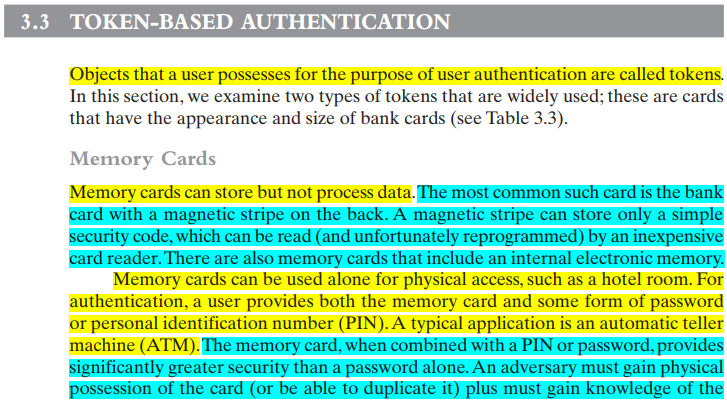 3.3 TOKEN-BASED AUTHENTICATION
Objects that a user possesses for the purpose of user authentication are called tokens.
In this section, we examine two types of tokens that are widely used; these are cards
that have the appearance and size of bank cards (see Table 3.3).
Memory Cards
Memory cards can store but not process data. The most common such card is the bank
card with a magnetic stripe on the back. A magnetic stripe can store only a simple
security code, which can be read (and unfortunately reprogrammed) by an inexpensive
card reader. There are also memory cards that include an internal electronic memory.
Memory cards can be used alone for physical access, such as a hotel room. For
authentication, a user provides both the memory card and some form of password
or personal identification number (PIN). A typical application is an automatic teller
machine (ATM). The memory card, when combined with a PIN or password, provides
significantly greater security than a password alone. An adversary must gain physical
possession of the card (or be able to duplicate it) plus must gain knowledge of the